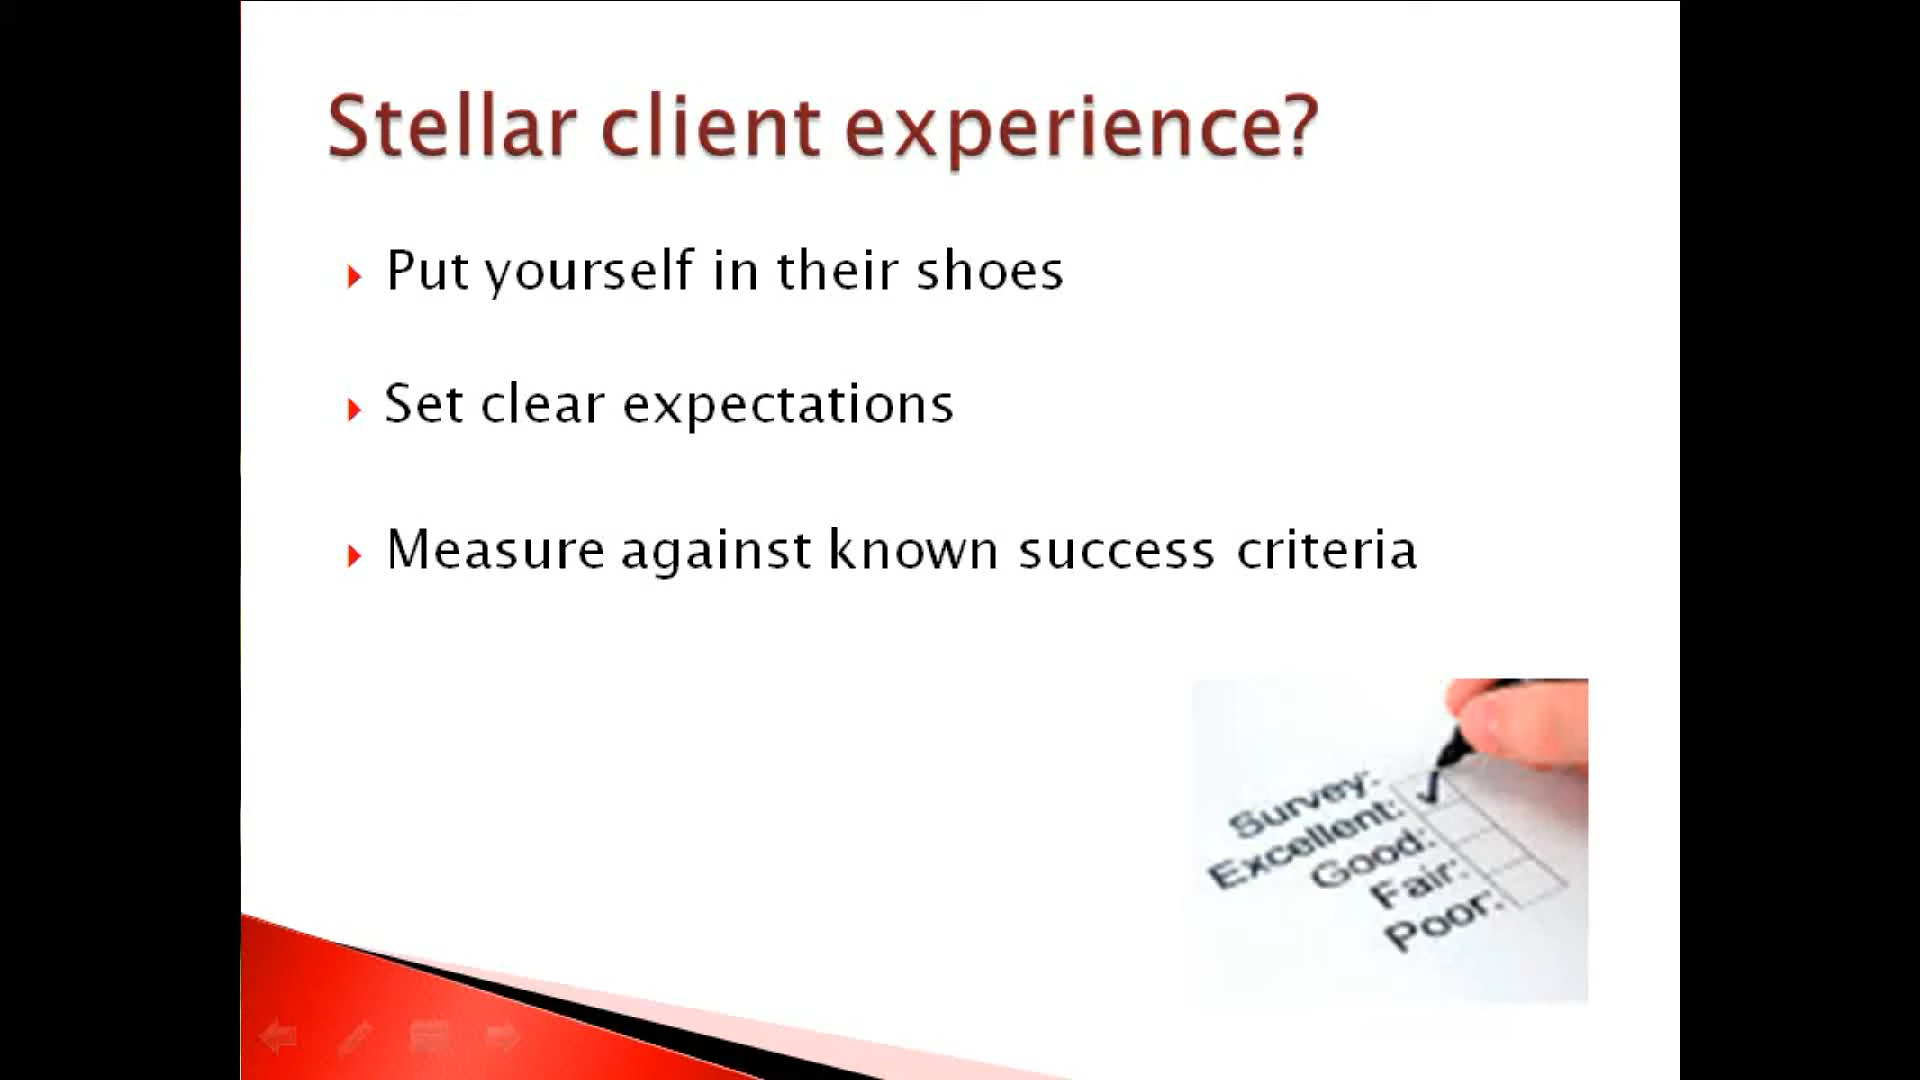 Stellar client experience?
Put yourself in their shoes
Set clear expectations
Measure against known success criteria
Survey:
Excellent:
Good:
Fair:
Poor: